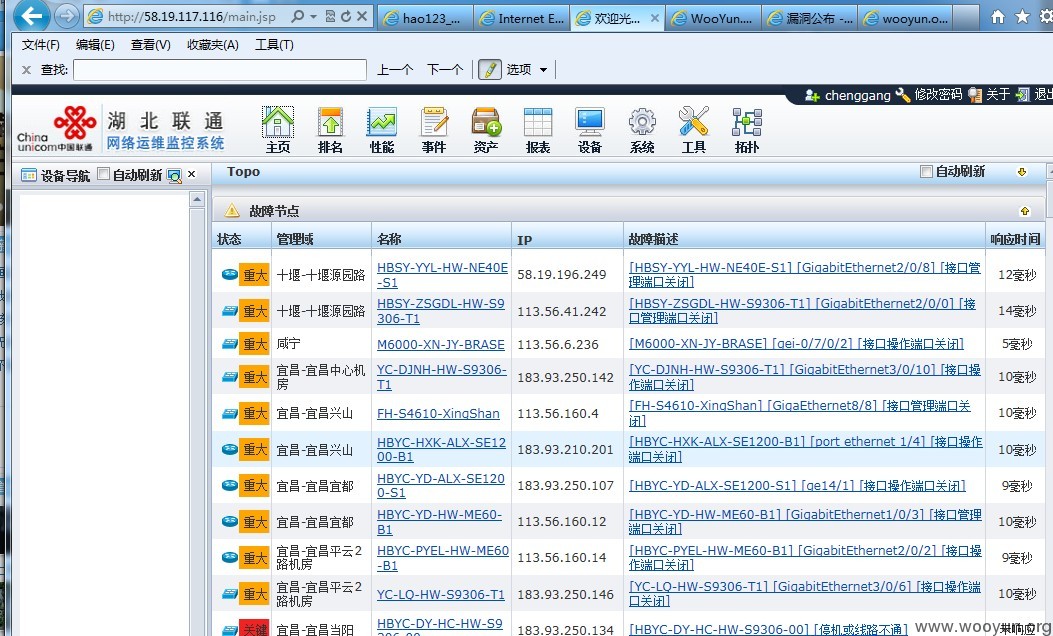 http://58.19.117.116/main.jsp
hao123_...
Internet E...
欢迎光...
WooYun....
漏洞公布 -...
wooyun.o...
文件(F) 编辑(E) 查看(V) 收藏夹(A) 工具(T)
查找: 上一个 下一个 选项
chenggang 修改密码 关于 退出
China
unicom中国联通
湖北联通
网络运维监控系统
主页 排名 性能 事件 资产 报表 设备 系统 工具 拓扑
设备导航 自动刷新
Topo 自动刷新
故障节点
状态 管理域 名称 IP 故障描述 响应时间
重大 十堰-十堰源园路 HBSY-YYL-HW-NE40E
-S1 58.19.196.249 [HBSY-YYL-HW-NE40E-S1] [GigabitEthernet2/0/8] [接口管
理端口关闭] 12毫秒
重大 十堰-十堰源园路 HBSY-ZSGDL-HW-S9
306-T1 113.56.41.242 [HBSY-ZSGDL-HW-S9306-T1] [GigabitEthernet2/0/0] [接
口管理端口关闭] 14毫秒
重大 咸宁 M6000-XN-JY-BRASE 113.56.6.236 [M6000-XN-JY-BRASE] [gei-0/7/0/2] [接口操作端口关闭] 5毫秒
重大 宜昌-宜昌中心机
房 YC-DJNH-HW-S9306-
T1 183.93.250.142 [YC-DJNH-HW-S9306-T1] [GigabitEthernet3/0/10] [接口操
作端口关闭] 10毫秒
重大 宜昌-宜昌兴山 FH-S4610-XingShan 113.56.160.4 [FH-S4610-XingShan] [GigaEthernet8/8] [接口管理端口关
闭] 10毫秒
重大 宜昌-宜昌兴山 HBYC-HXK-ALX-SE12
00-B1 183.93.210.201 [HBYC-HXK-ALX-SE1200-B1] [port ethernet 1/4] [接口操作
端口关闭] 10毫秒
重大 宜昌-宜昌宜都 HBYC-YD-ALX-SE120
0-S1 183.93.250.107 [HBYC-YD-ALX-SE1200-S1] [ge14/1] [接口操作端口关闭] 9毫秒
重大 宜昌-宜昌宜都 HBYC-YD-HW-ME60-
B1 113.56.160.12 [HBYC-YD-HW-ME60-B1] [GigabitEthernet1/0/3] [接口管理
端口关闭] 10毫秒
重大 宜昌-宜昌平云2
路机房 HBYC-PYEL-HW-ME60
-B1 113.56.160.14 [HBYC-PYEL-HW-ME60-B1] [GigabitEthernet2/0/2] [接口操
作端口关闭] 9毫秒
重大 宜昌-宜昌平云2
路机房 YC-LQ-HW-S9306-T1 183.93.250.146 [YC-LQ-HW-S9306-T1] [GigabitEthernet3/0/6] [接口操作端
口关闭] 10毫秒
关键 宜昌-宜昌当阳 HBYC-DY-HC-HW-S9
306-00 183.93.250.134 [HBYC-DY-HC-HW-S9306-00] [停机或线路不通]
www.wooyun.org